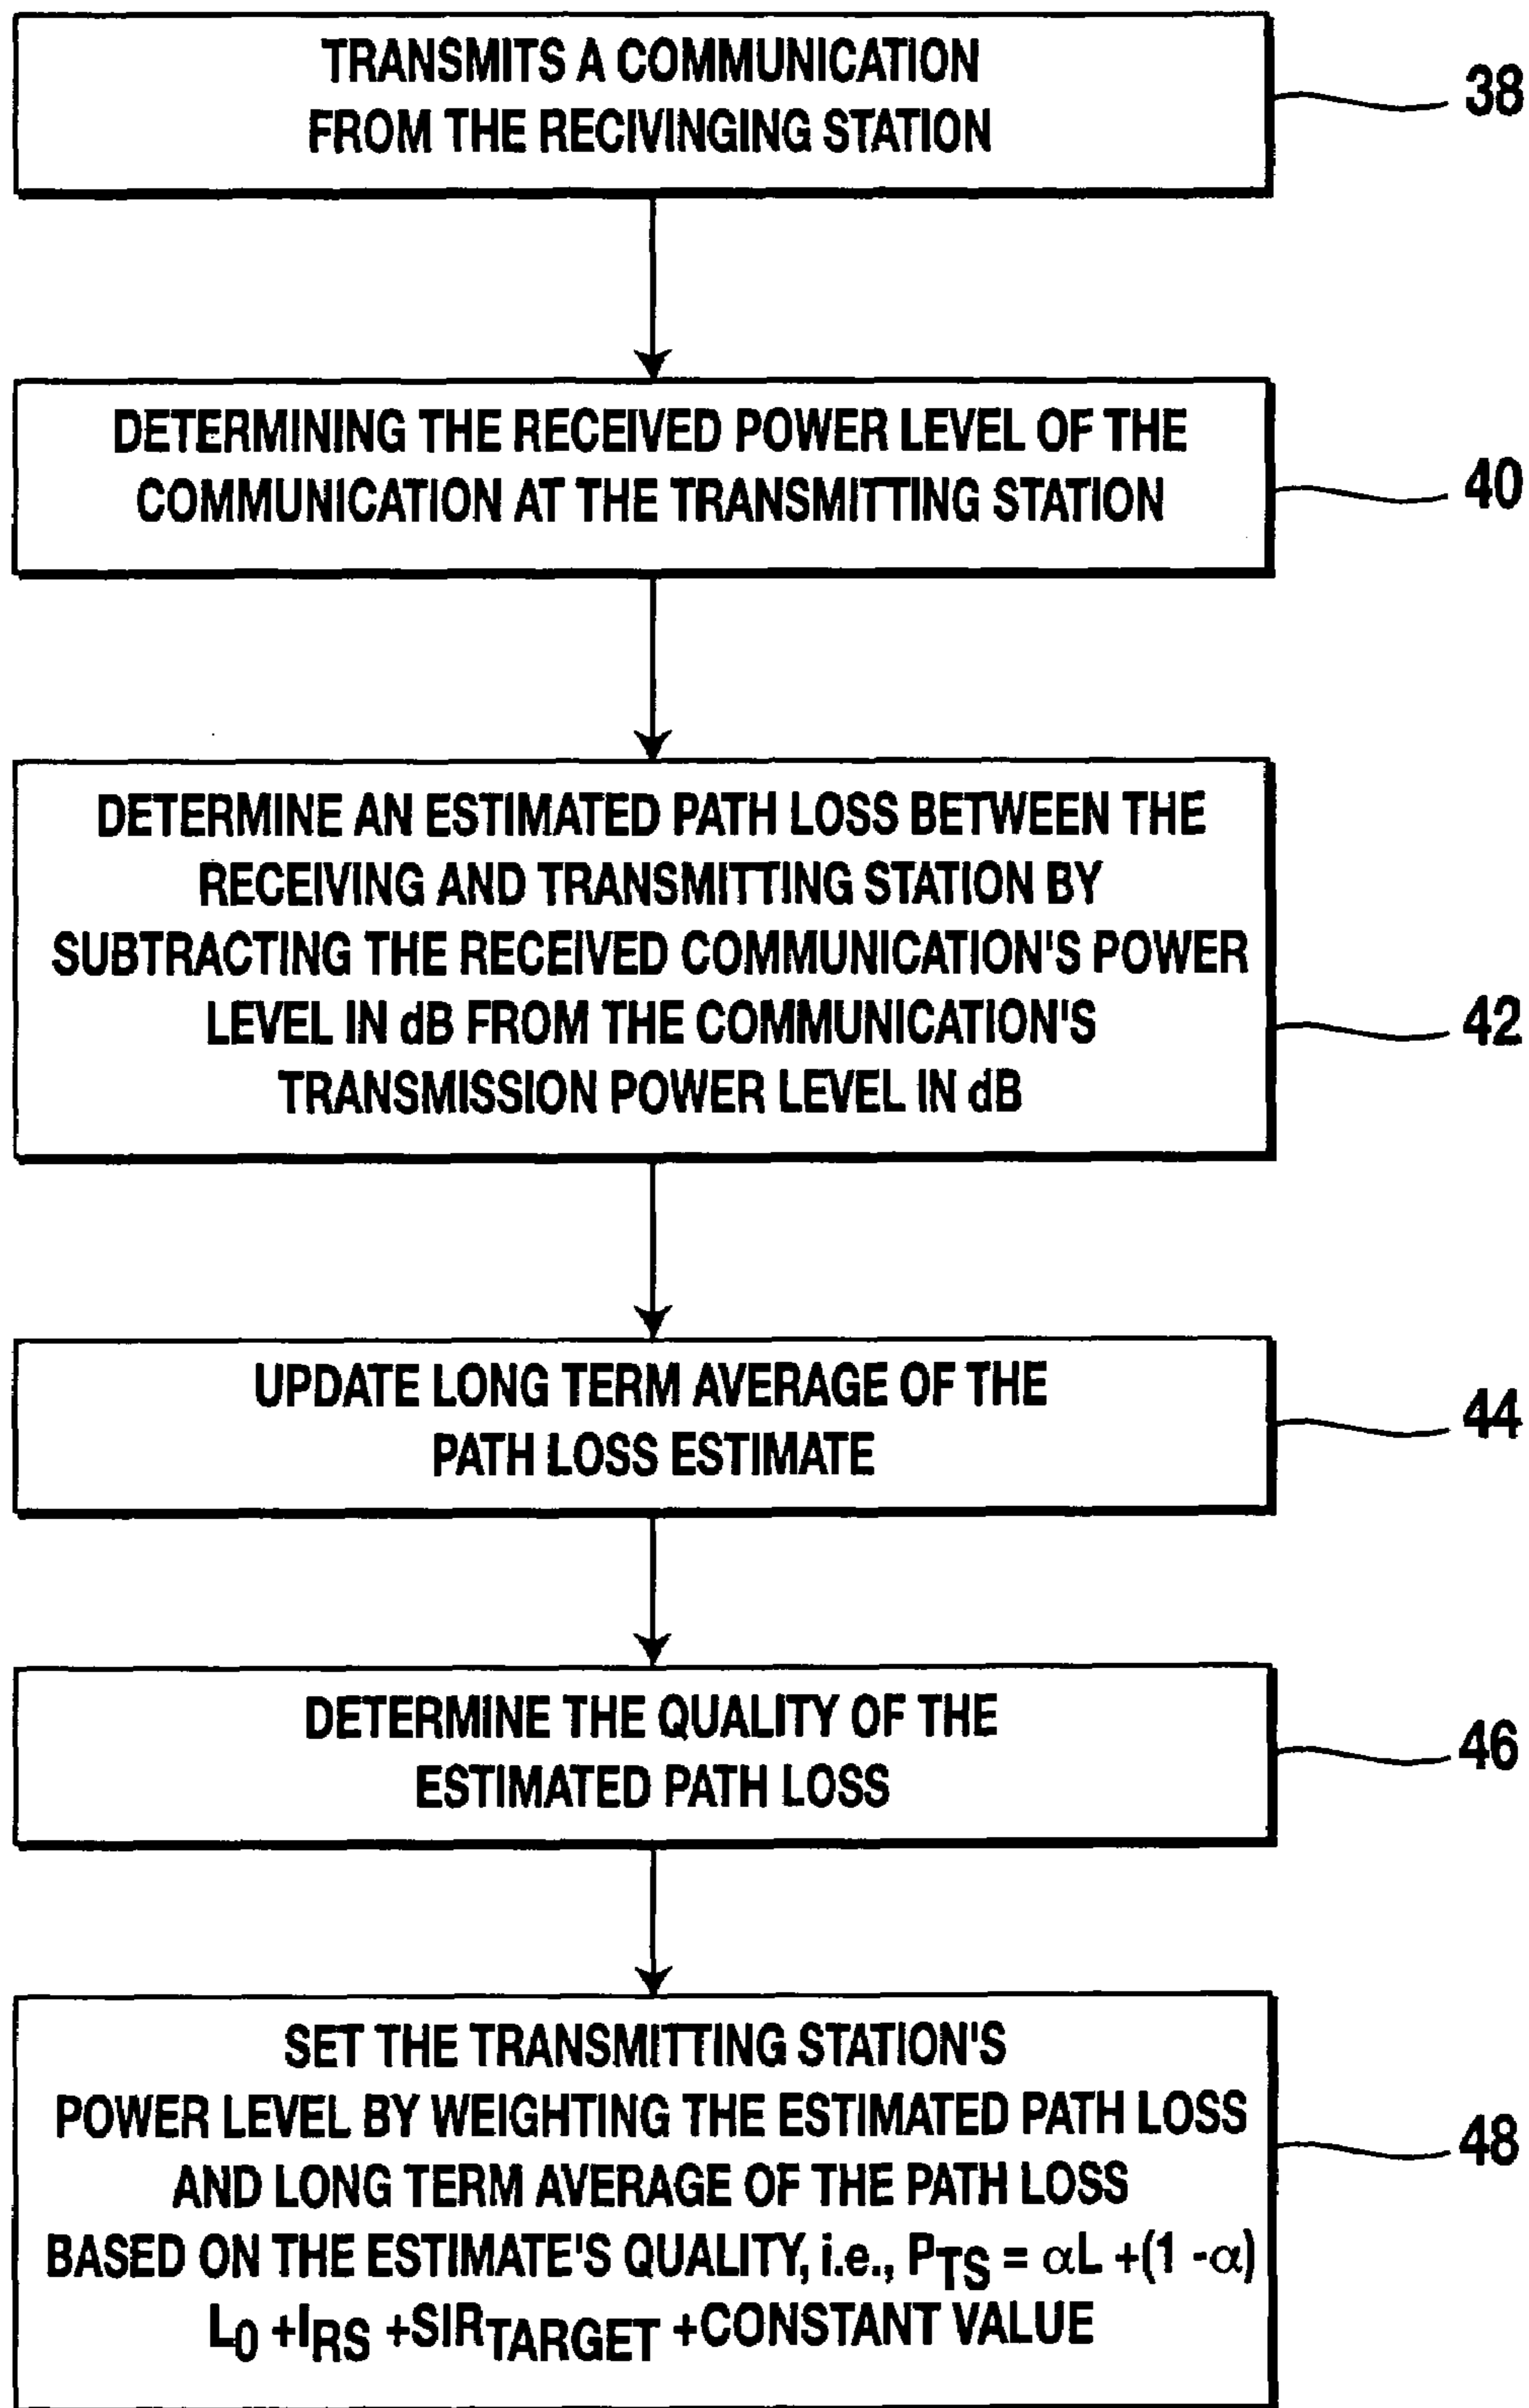 TRANSMITS A COMMUNICATION
FROM THE RECIVINGING STATION
38
DETERMINING THE RECEIVED POWER LEVEL OF THE
COMMUNICATION AT THE TRANSMITTING STATION
40
DETERMINE AN ESTIMATED PATH LOSS BETWEEN THE
RECEIVING AND TRANSMITTING STATION BY
SUBTRACTING THE RECEIVED COMMUNICATION'S POWER
LEVEL IN dB FROM THE COMMUNICATION'S
TRANSMISSION POWER LEVEL IN dB
42
UPDATE LONG TERM AVERAGE OF THE
PATH LOSS ESTIMATE
44
DETERMINE THE QUALITY OF THE
ESTIMATED PATH LOSS
46
SET THE TRANSMITTING STATION'S
POWER LEVEL BY WEIGHTING THE ESTIMATED PATH LOSS
AND LONG TERM AVERAGE OF THE PATH LOSS
BASED ON THE ESTIMATE'S QUALITY, i.e., PTS = αL +(1 -α)
L0 +IRS +SIRTARGET +CONSTANT VALUE
48